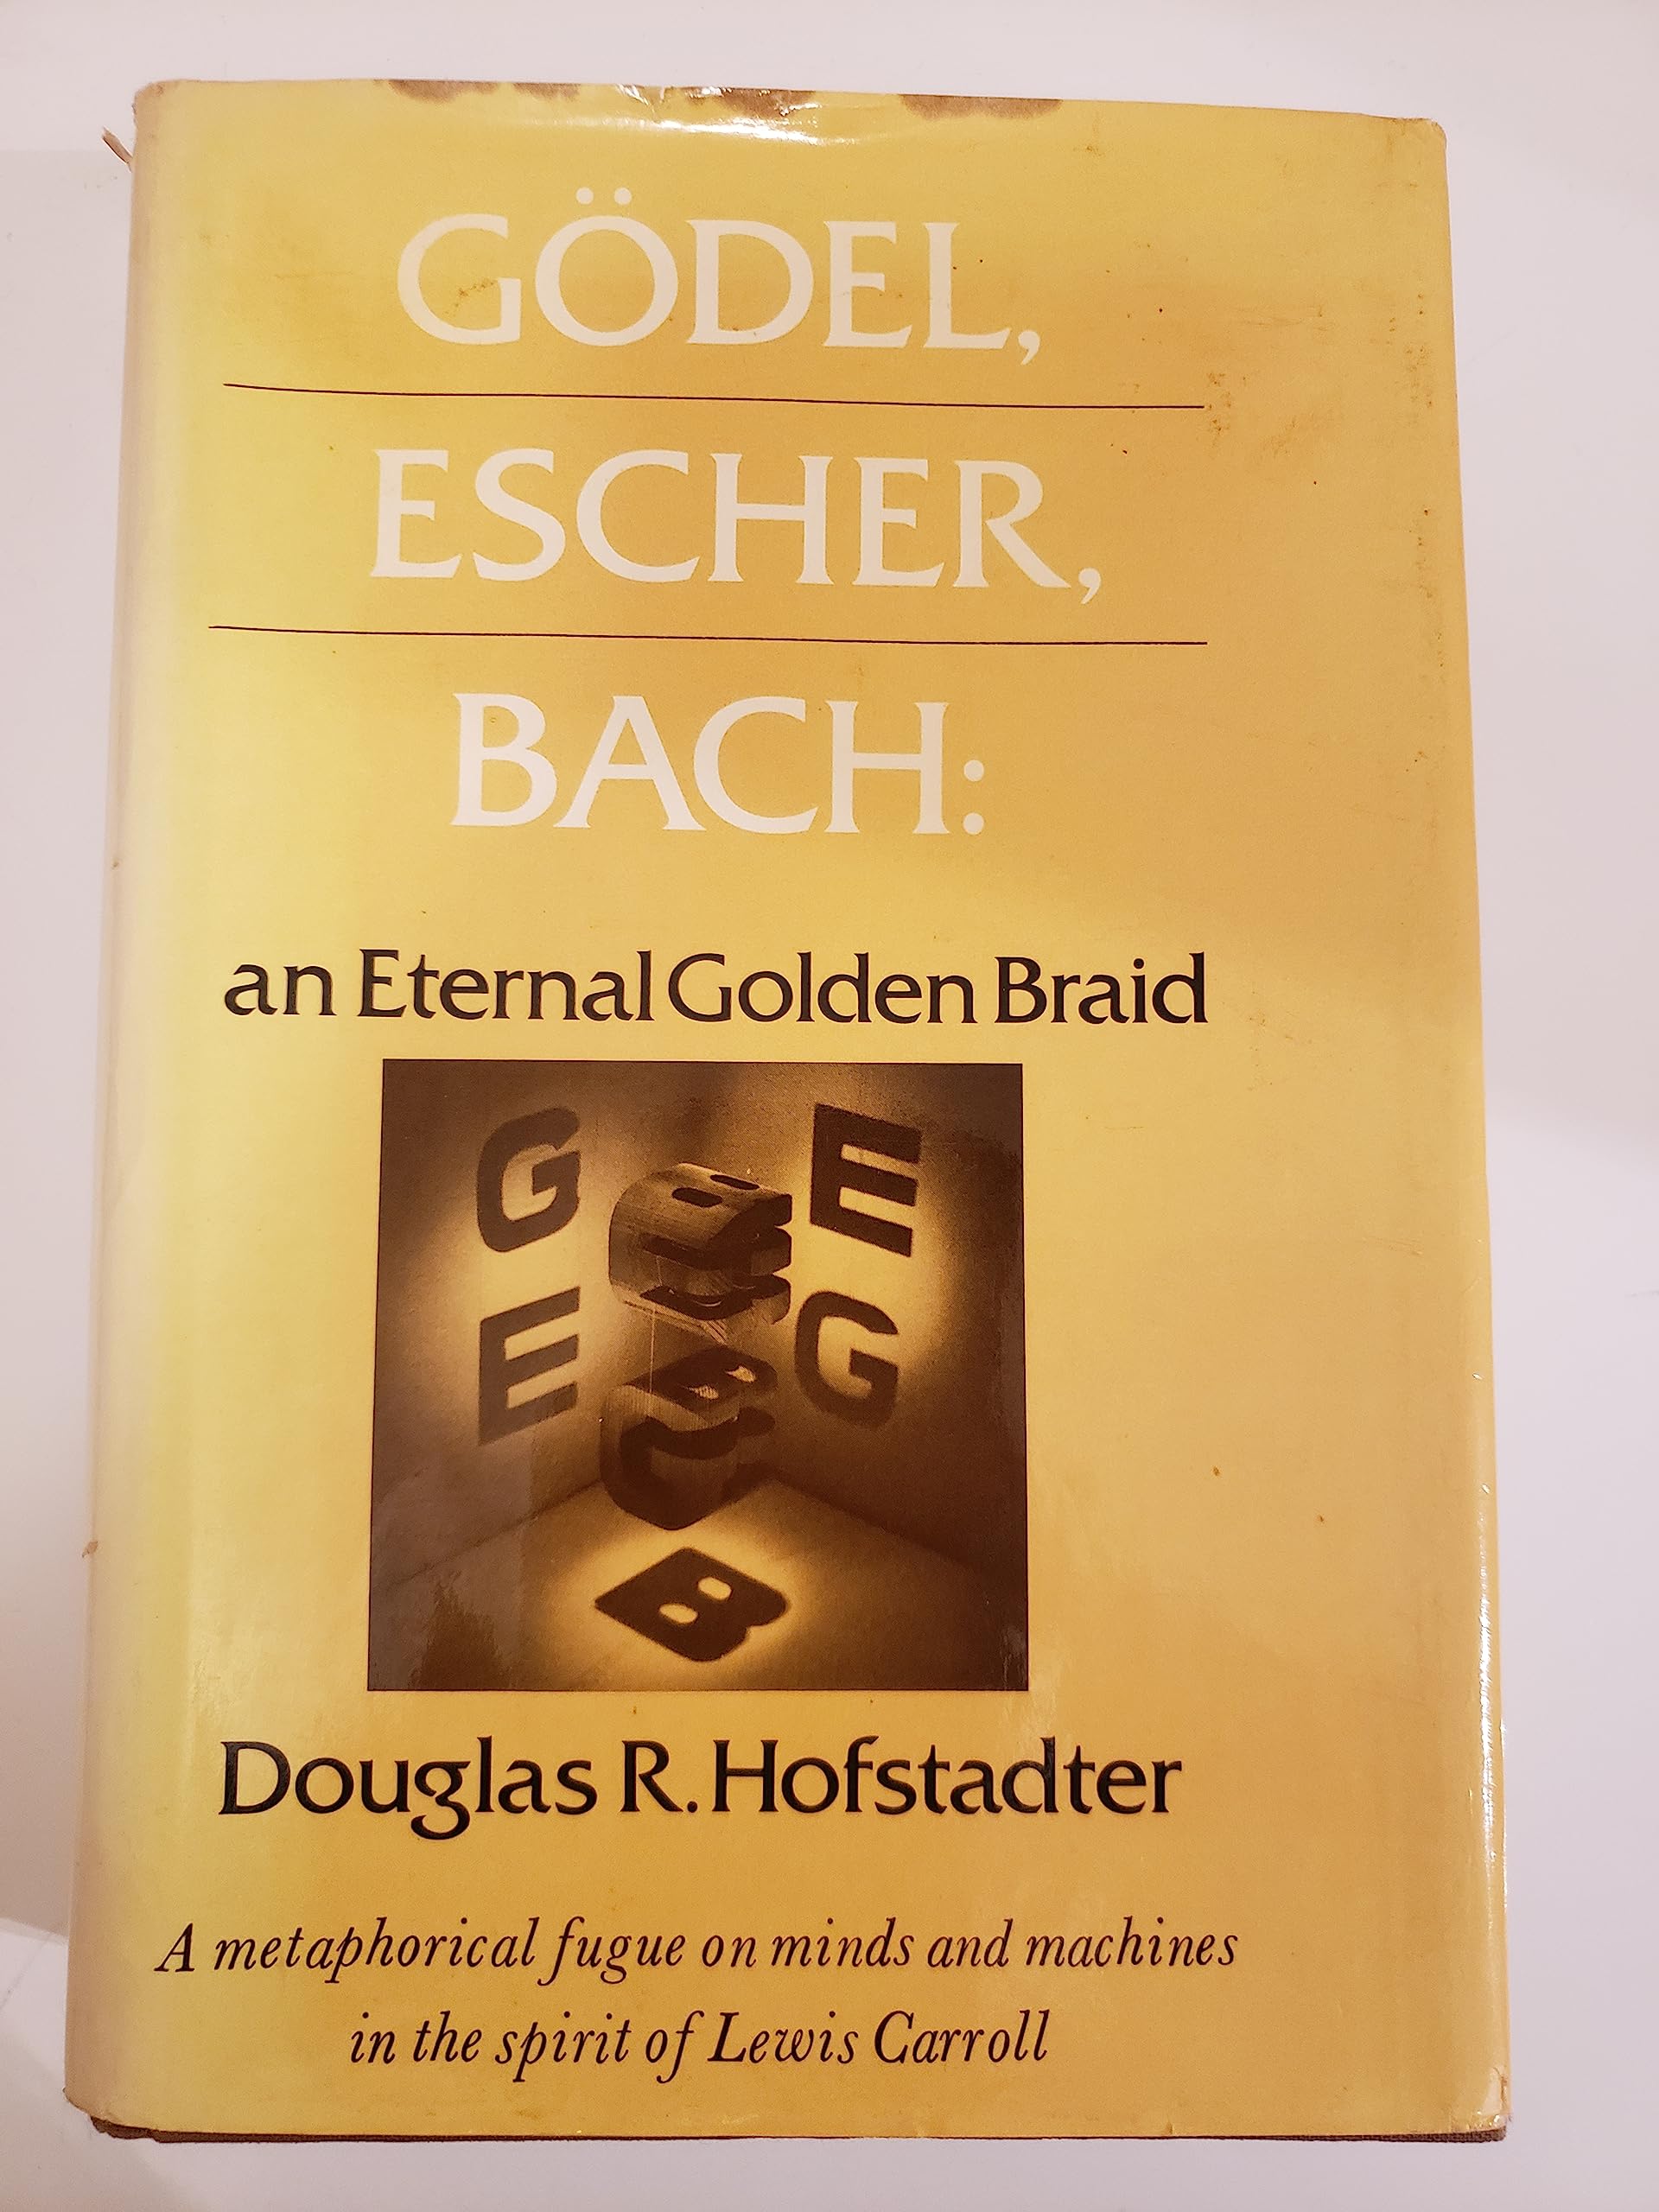 GÖDEL,
ESCHER,
BACH:
an Eternal Golden Braid
G E
E G
B
Douglas R. Hofstadter
A metaphorical fugue on minds and machines
in the spirit of Lewis Carroll